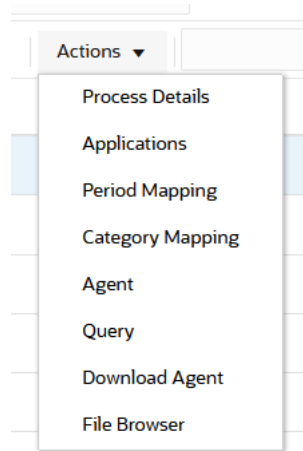 Actions ▼
Process Details
Applications
Period Mapping
Category Mapping
Agent
Query
Download Agent
File Browser